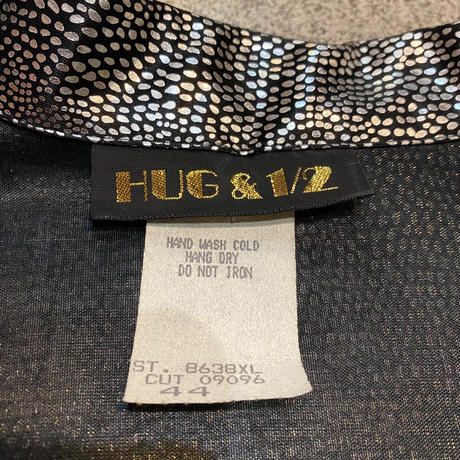 HUG & 1/2
HAND WASH COLD
HANG DRY
DO NOT IRON
ST. 8638XL
CUT 09096
44